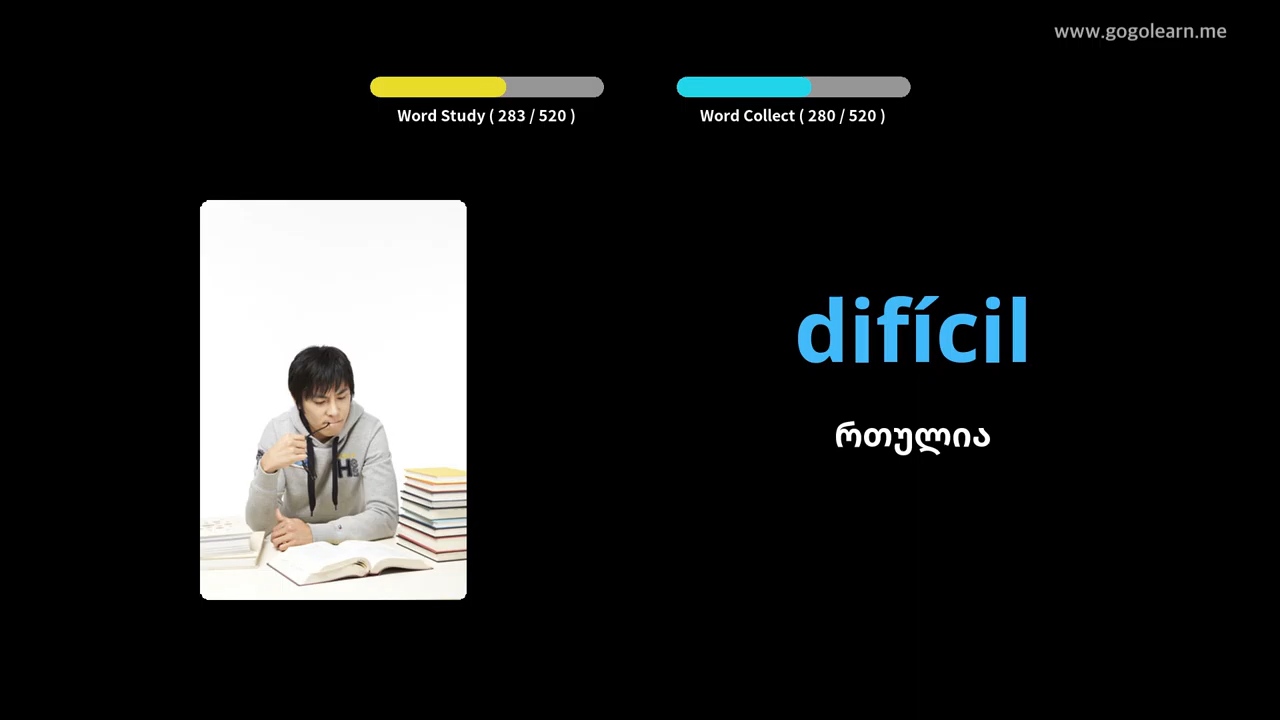 www.gogolearn.me
Word Study ( 283 / 520 )
Word Collect ( 280 / 520 )
difícil
რთულია